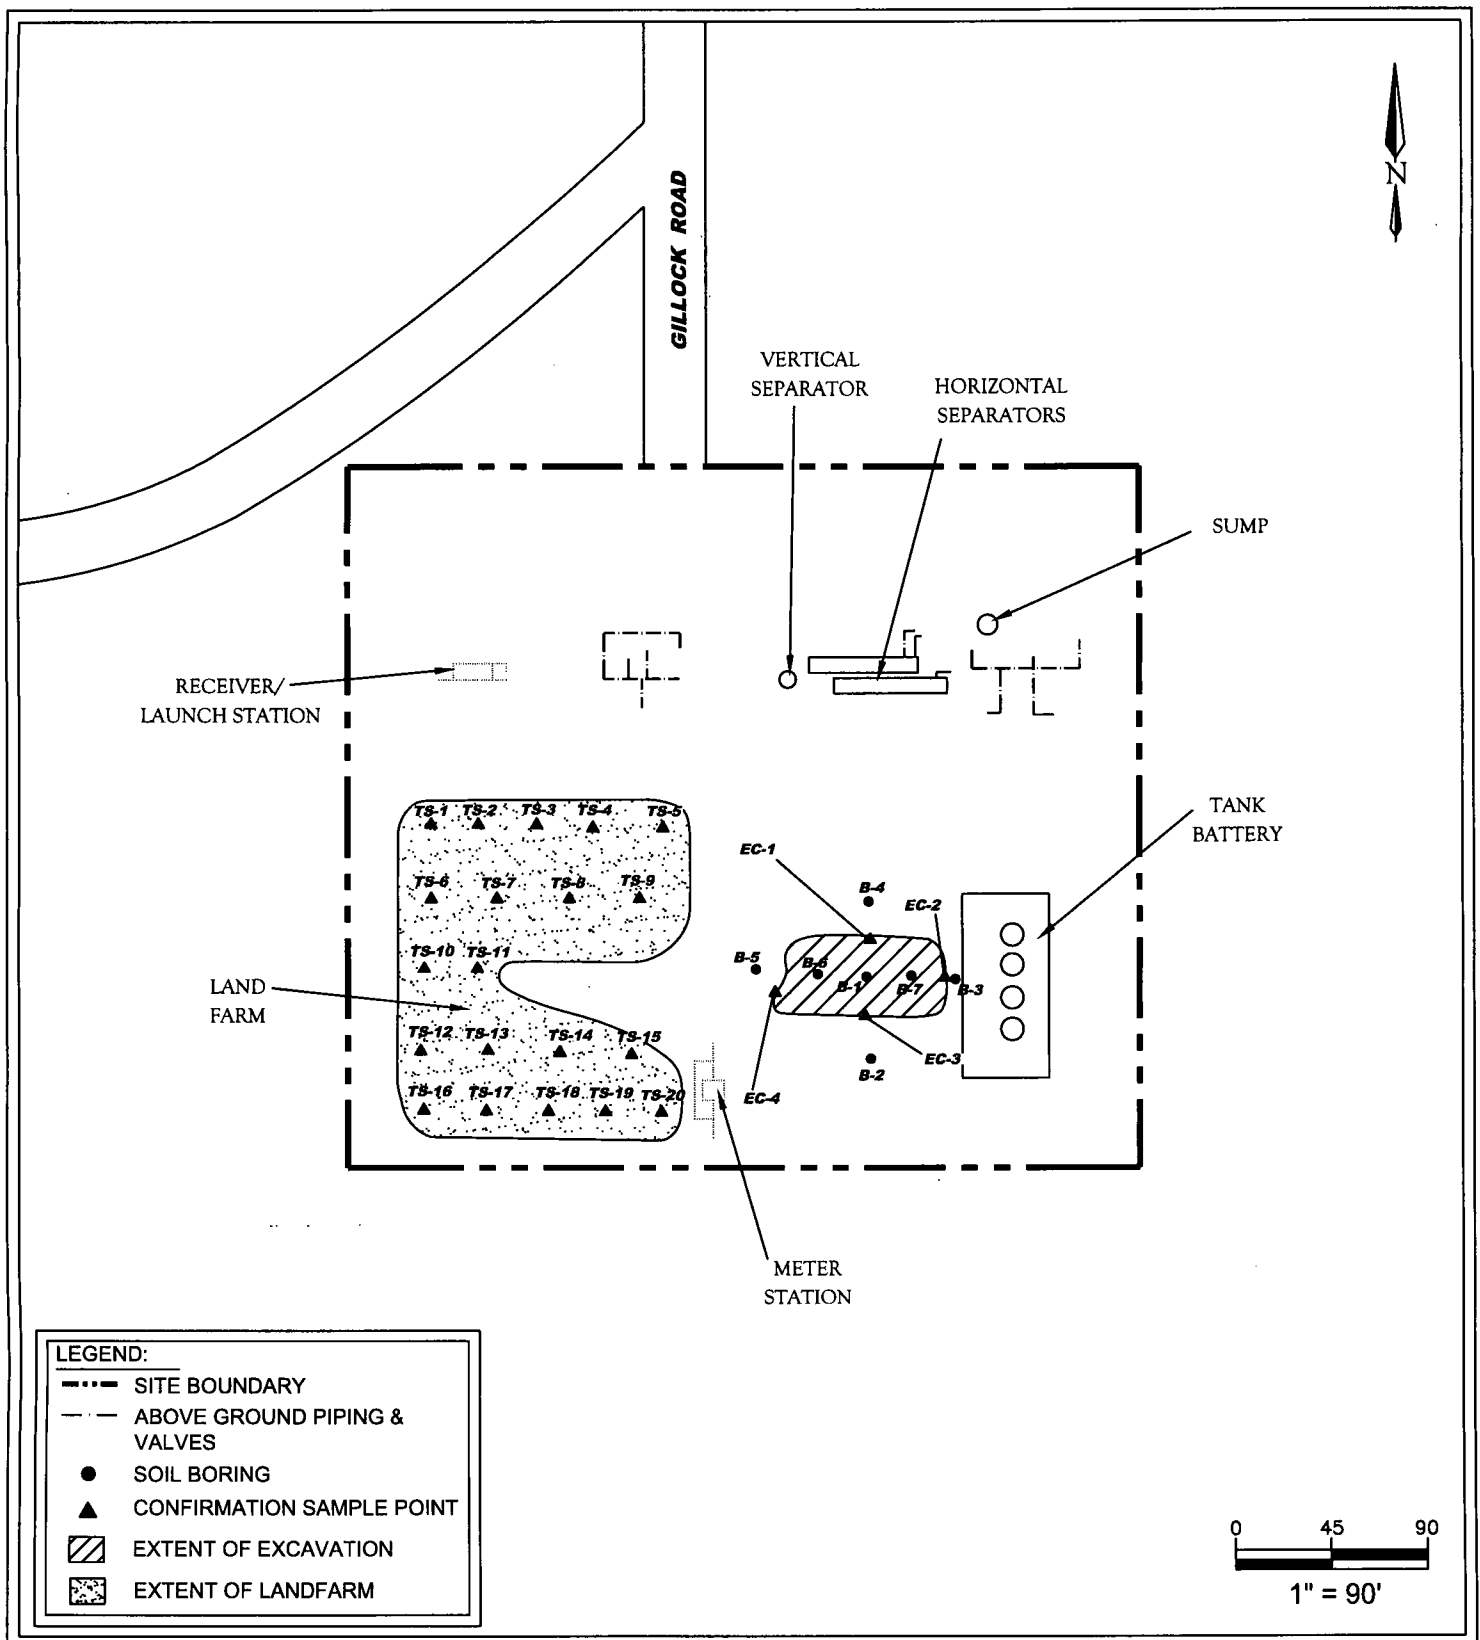 N
GILLOCK ROAD
VERTICAL
SEPARATOR
HORIZONTAL
SEPARATORS
SUMP
RECEIVER/
LAUNCH STATION
TANK
BATTERY
TS-1 TS-2 TS-3 TS-4 TS-5
EC-1
TS-6 TS-7 TS-8 TS-9
B-4
EC-2
TS-10 TS-11
B-5
B-6
B-1
B-7
B-3
LAND
FARM
TS-12 TS-13 TS-14 TS-15
EC-3
B-2
TS-16 TS-17 TS-18 TS-19 TS-20
EC-4
METER
STATION
LEGEND:
SITE BOUNDARY
ABOVE GROUND PIPING &
VALVES
SOIL BORING
CONFIRMATION SAMPLE POINT
EXTENT OF EXCAVATION
EXTENT OF LANDFARM
0 45 90
1" = 90'